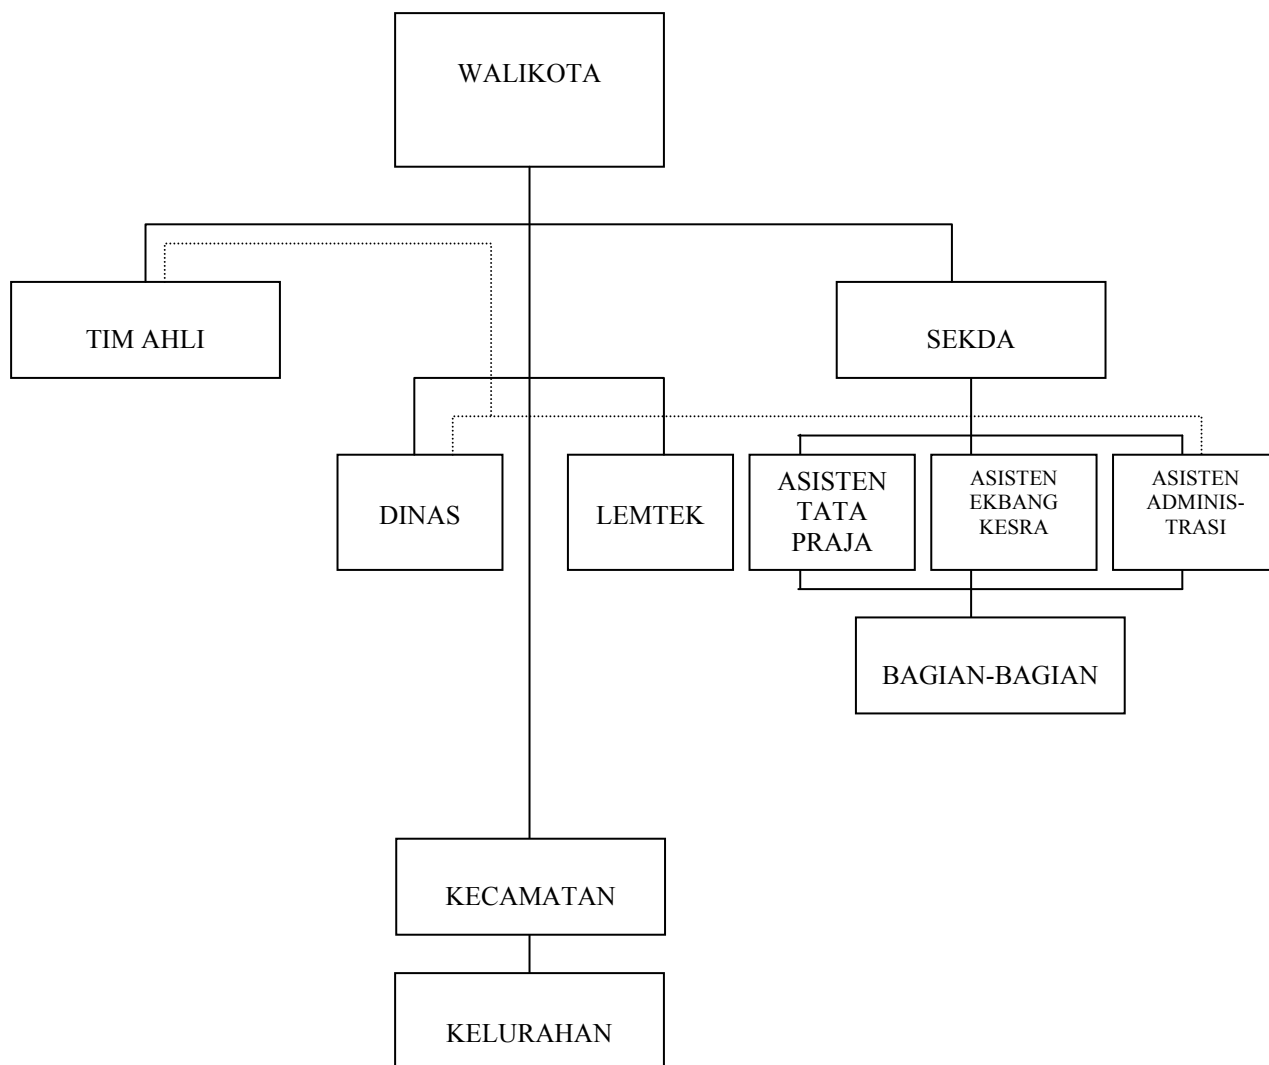 WALIKOTA
TIM AHLI
SEKDA
DINAS
LEMTEK
ASISTEN
TATA
PRAJA
ASISTEN
EKBANG
KESRA
ASISTEN
ADMINIS-
TRASI
BAGIAN-BAGIAN
KECAMATAN
KELURAHAN